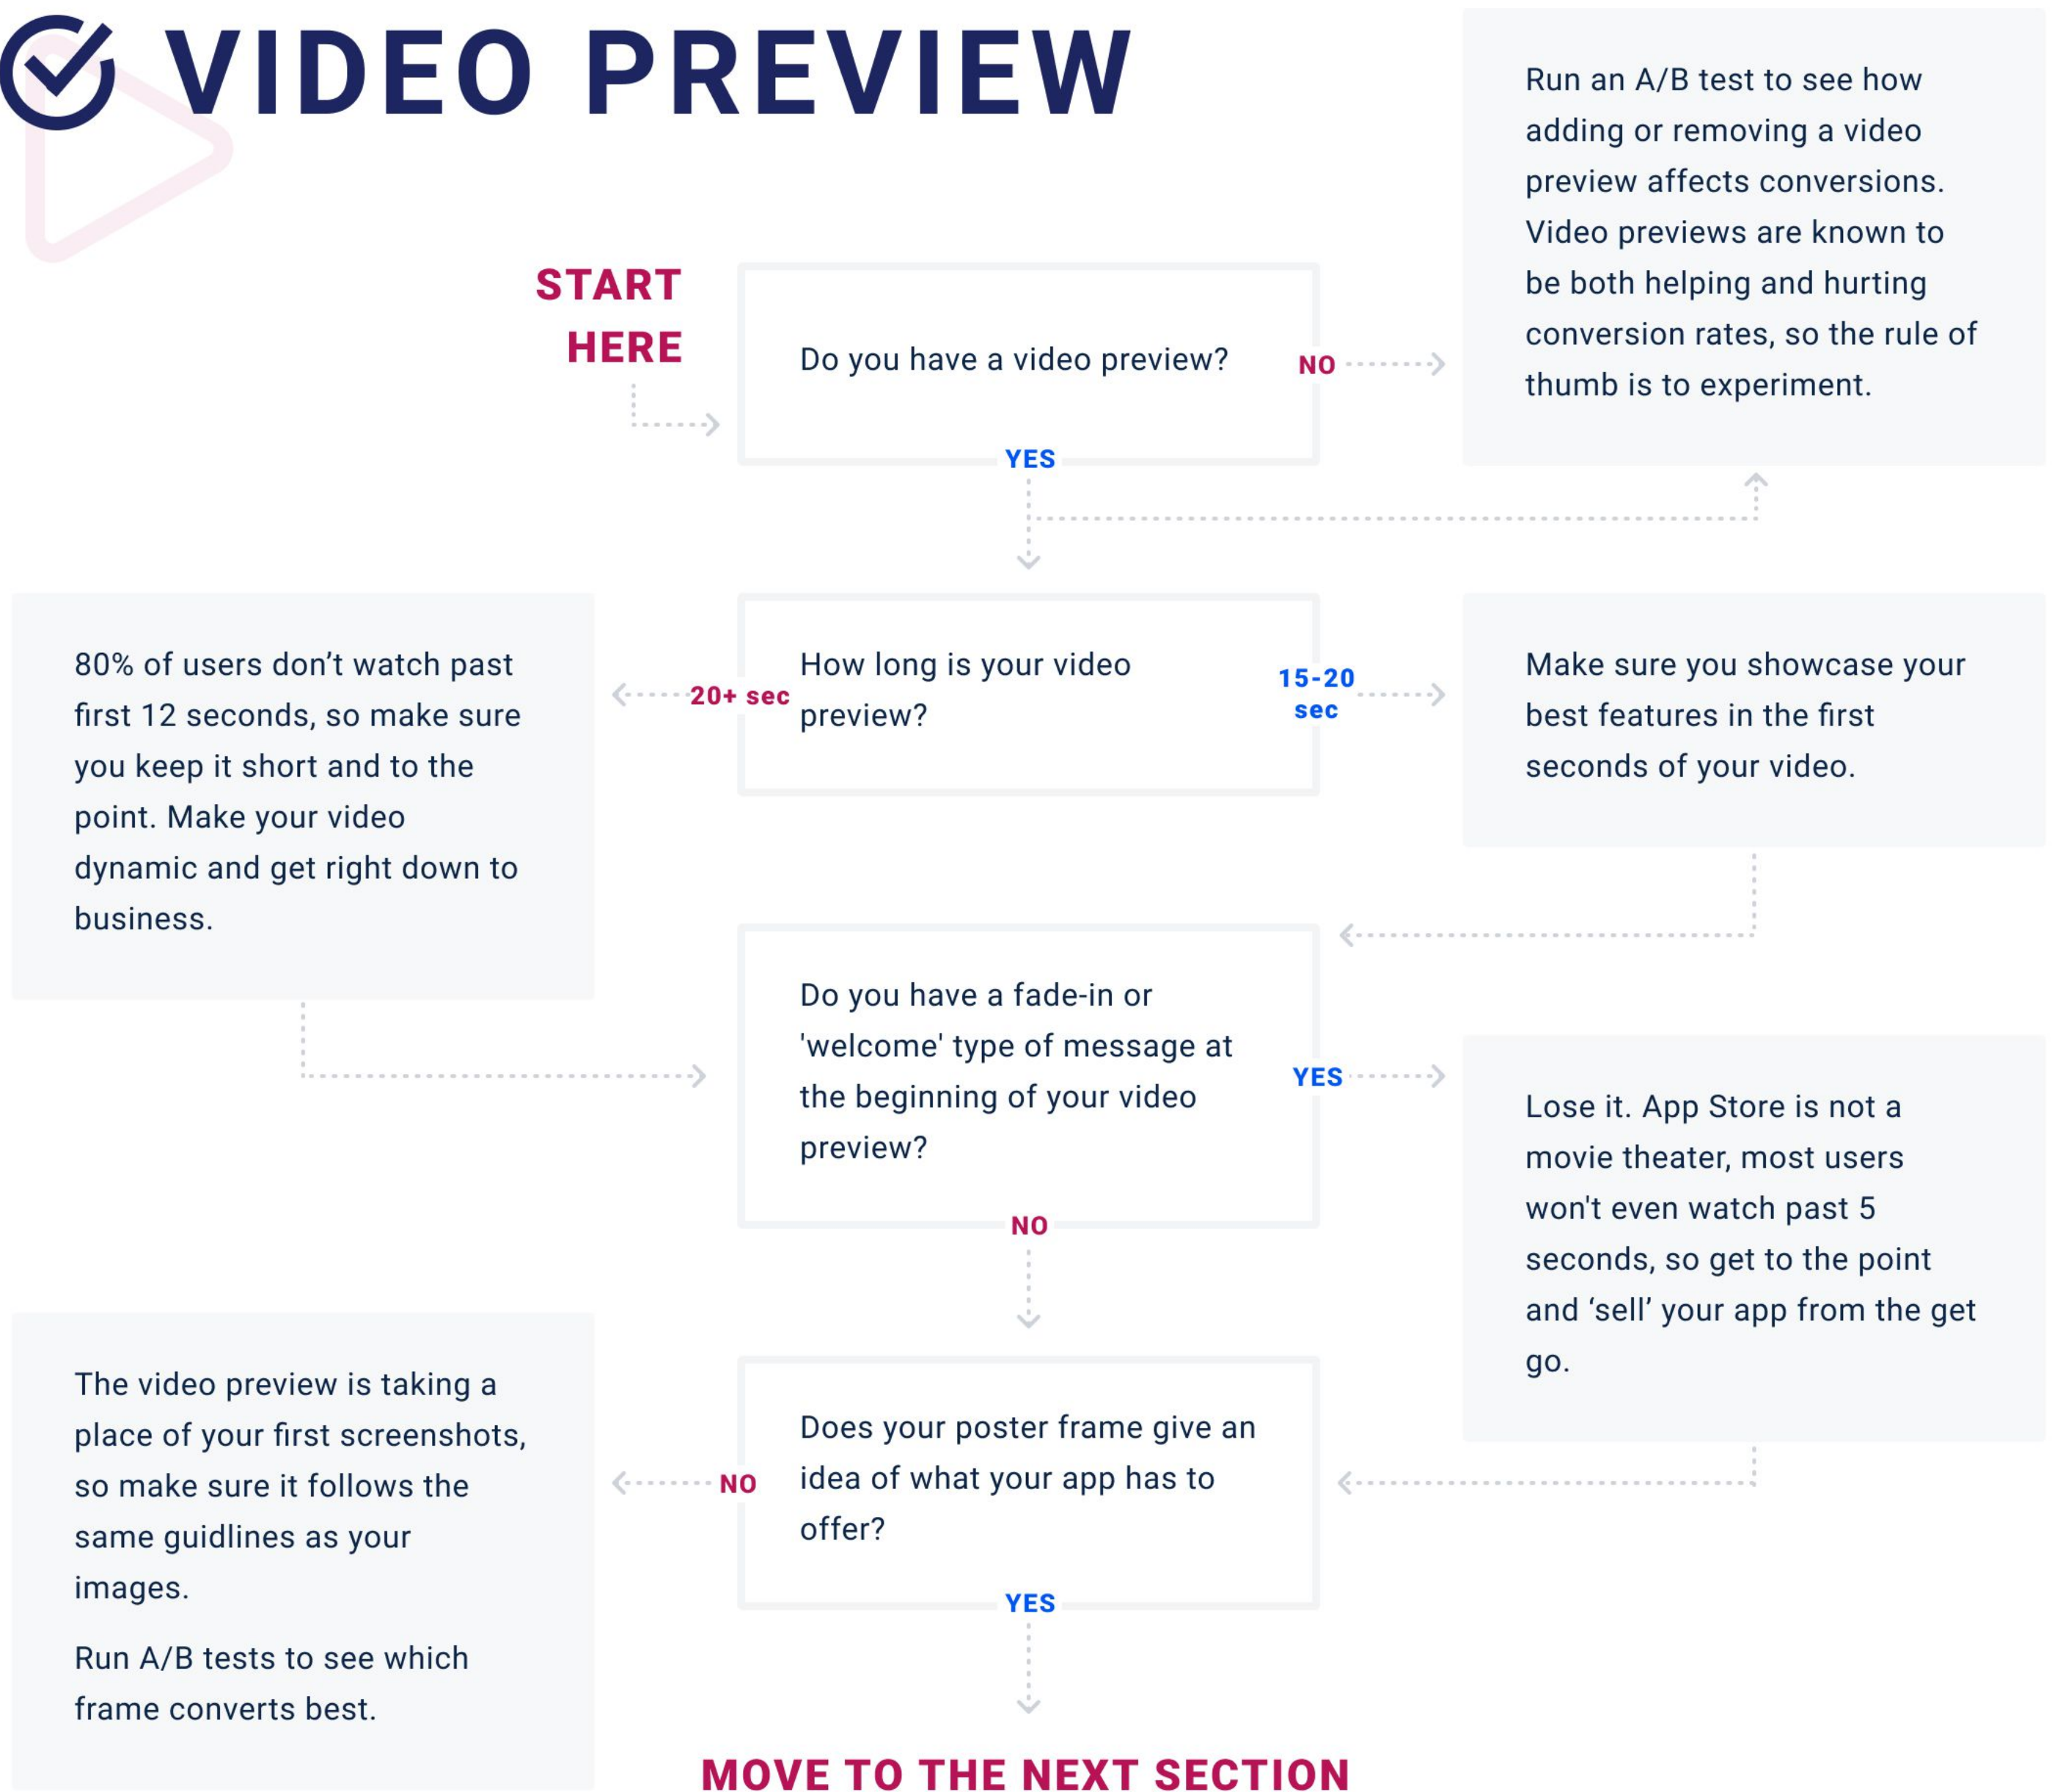 VIDEO PREVIEW
START
HERE
Do you have a video preview?
NO
YES
Run an A/B test to see how
adding or removing a video
preview affects conversions.
Video previews are known to
be both helping and hurting
conversion rates, so the rule of
thumb is to experiment.
How long is your video
preview?
20+ sec
15-20
sec
80% of users don’t watch past
first 12 seconds, so make sure
you keep it short and to the
point. Make your video
dynamic and get right down to
business.
Make sure you showcase your
best features in the first
seconds of your video.
Do you have a fade-in or
'welcome' type of message at
the beginning of your video
preview?
YES
NO
Lose it. App Store is not a
movie theater, most users
won't even watch past 5
seconds, so get to the point
and ‘sell’ your app from the get
go.
Does your poster frame give an
idea of what your app has to
offer?
NO
YES
The video preview is taking a
place of your first screenshots,
so make sure it follows the
same guidlines as your
images.
Run A/B tests to see which
frame converts best.
MOVE TO THE NEXT SECTION